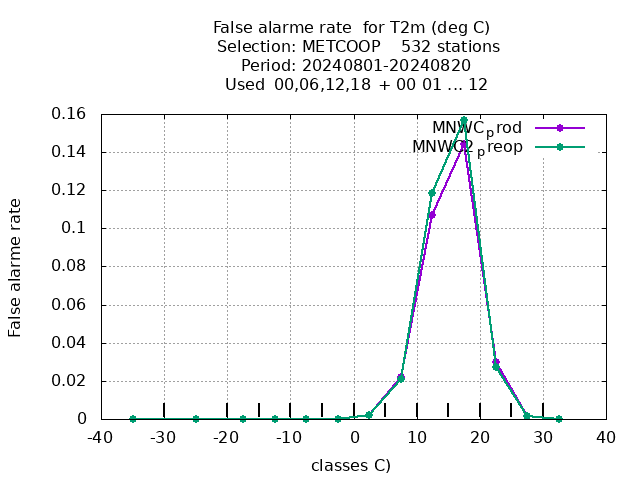 False alarme rate for T2m (deg C)
Selection: METCOOP 532 stations
Period: 20240801-20240820
Used 00,06,12,18 + 00 01 ... 12
MNWC_prod
MNWC2_preop
0.16
0.14
0.12
0.1
0.08
0.06
0.04
0.02
0
False alarme rate
-40 -30 -20 -10 0 10 20 30 40
classes C)